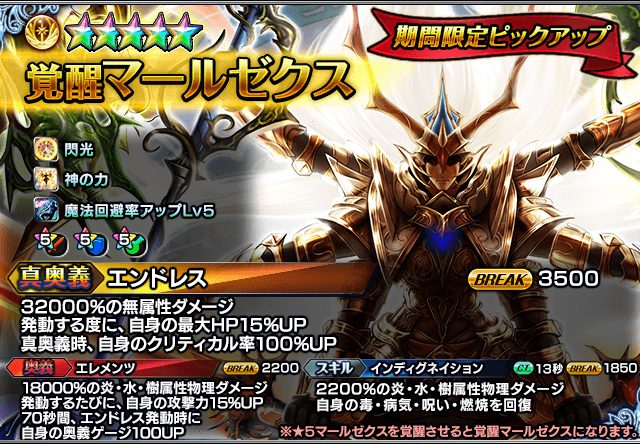 期間限定ピックアップ
覚醒マールゼクス
閃光
神の力
魔法回避率アップLv5
5 5 5
真奥義 エンドレス BREAK 3500
32000%の無属性ダメージ
発動する度に、自身の最大HP15%UP
真奥義時、自身のクリティカル率100%UP
奥義 エレメンツ BREAK 2200
18000%の炎・水・樹属性物理ダメージ
発動するたびに、自身の攻撃力15%UP
70秒間、エンドレス発動時に
自身の奥義ゲージ100UP
スキル インディグネイション C.T. 13秒 BREAK 1850
2200%の炎・水・樹属性物理ダメージ
自身の毒・病気・呪い・燃焼を回復
※★5マールゼクスを覚醒させると覚醒マールゼクスになります。